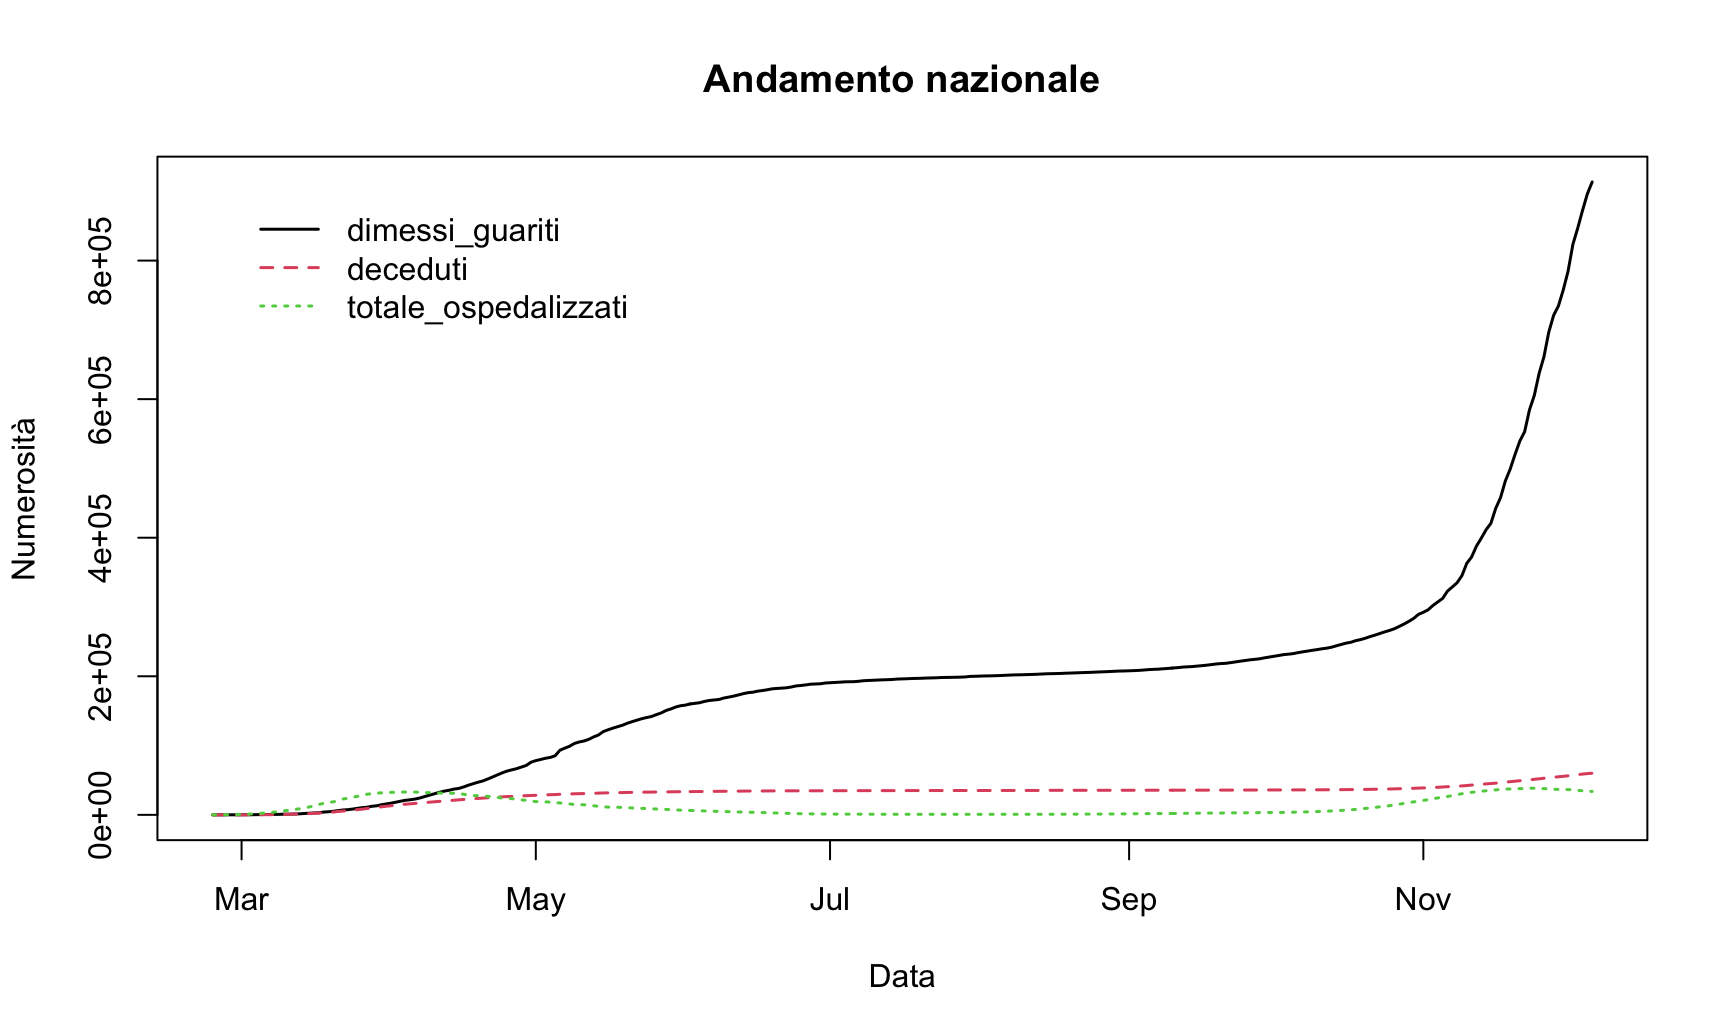 Andamento nazionale
dimessi_guariti
deceduti
totale_ospedalizzati
Numerosità
8e+05
6e+05
4e+05
2e+05
0e+00
Mar May Jul Sep Nov
Data